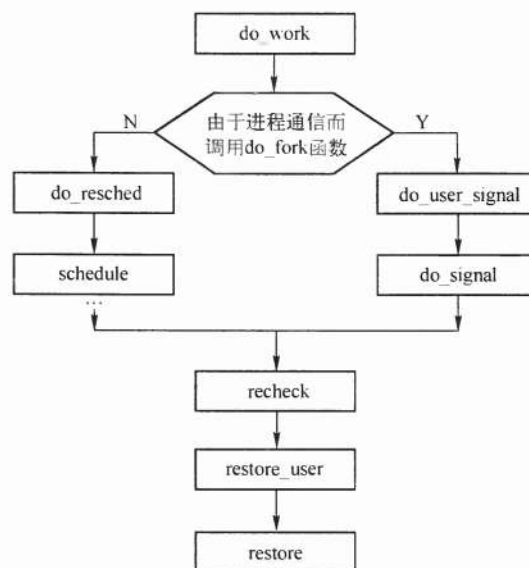 do_work
由于进程通信而
调用do_fork函数
N
Y
do_resched
do_user_signal
schedule
do_signal
…
recheck
restore_user
restore